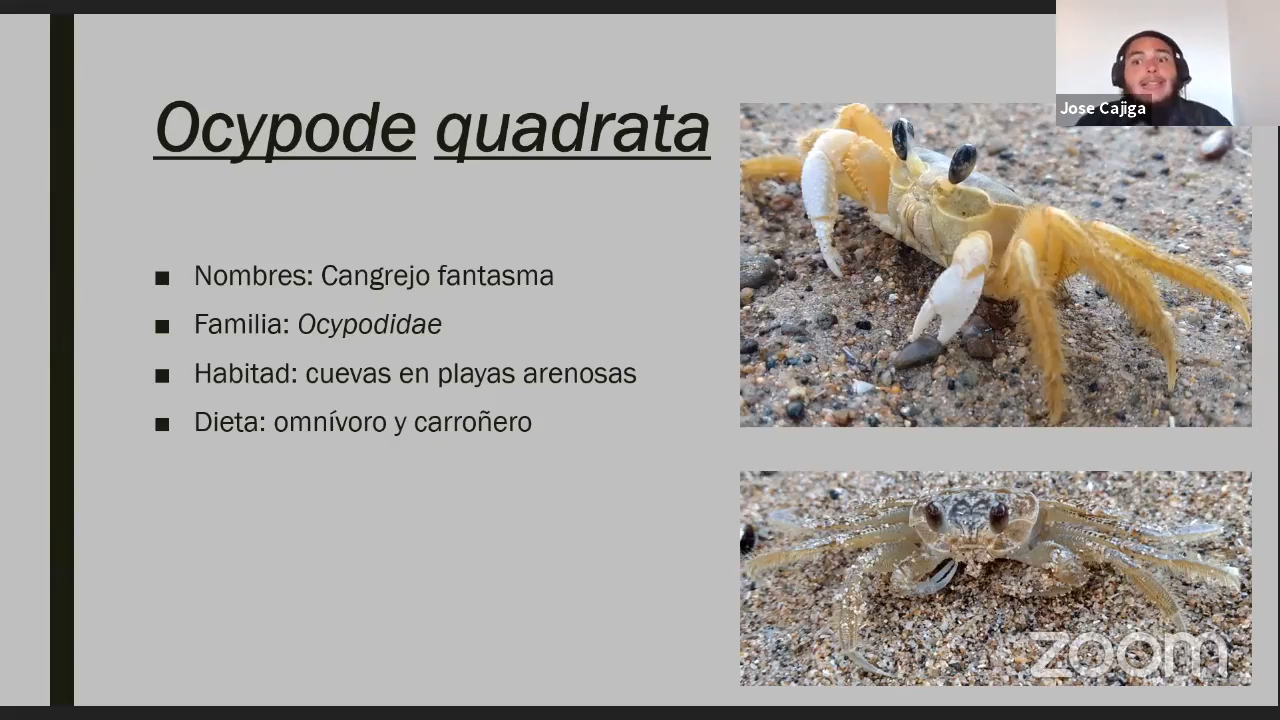 Jose Cajiga
Ocypode quadrata
■ Nombres: Cangrejo fantasma
■ Familia: Ocypodidae
■ Habitad: cuevas en playas arenosas
■ Dieta: omnívoro y carroñero
zoom